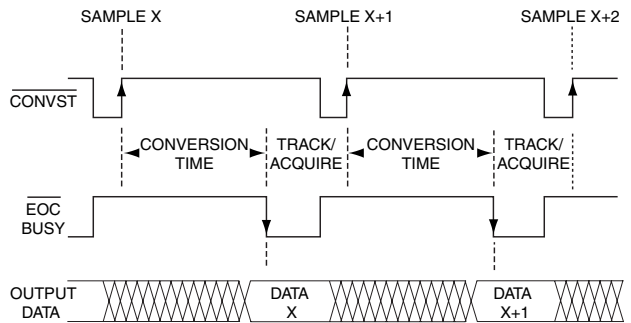 SAMPLE X SAMPLE X+1 SAMPLE X+2
CONVST
CONVERSION TIME
TRACK/ ACQUIRE
CONVERSION TIME
TRACK/ ACQUIRE
EOC
BUSY
OUTPUT
DATA
DATA
X
DATA
X+1